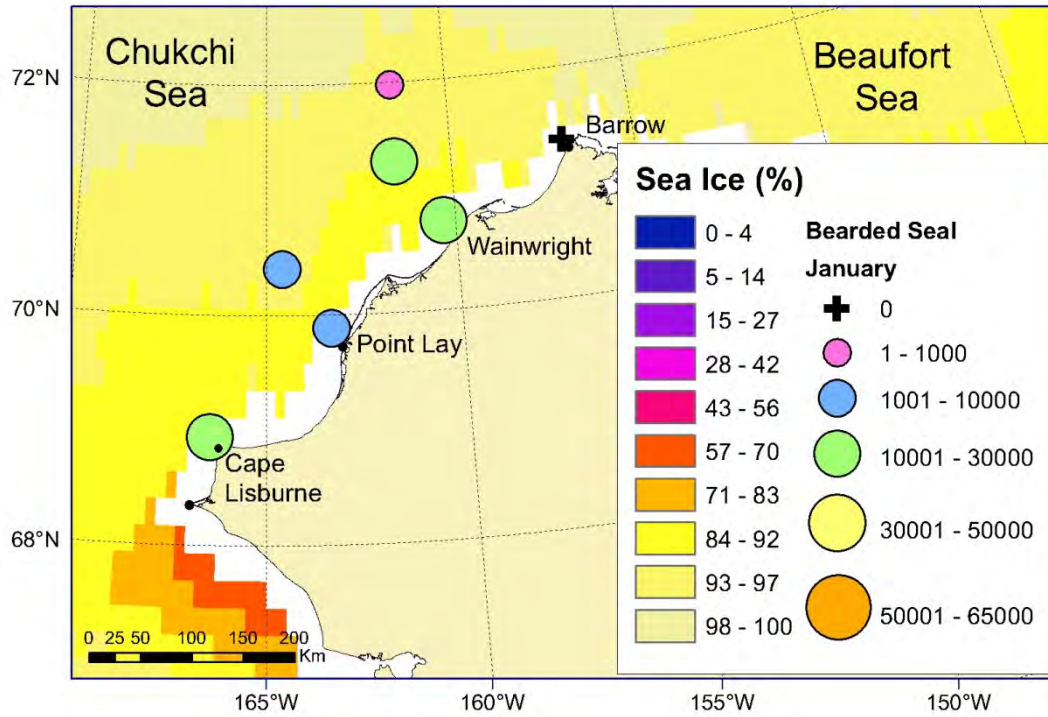 Chukchi
Sea
Beaufort
Sea
72°N
70°N
68°N
Barrow
Wainwright
Point Lay
Cape
Lisburne
Sea Ice (%)
0 - 4
5 - 14
15 - 27
28 - 42
43 - 56
57 - 70
71 - 83
84 - 92
93 - 97
98 - 100
Bearded Seal
January
0
1 - 1000
1001 - 10000
10001 - 30000
30001 - 50000
50001 - 65000
0 25 50 100 150 200
Km
165°W 160°W 155°W 150°W